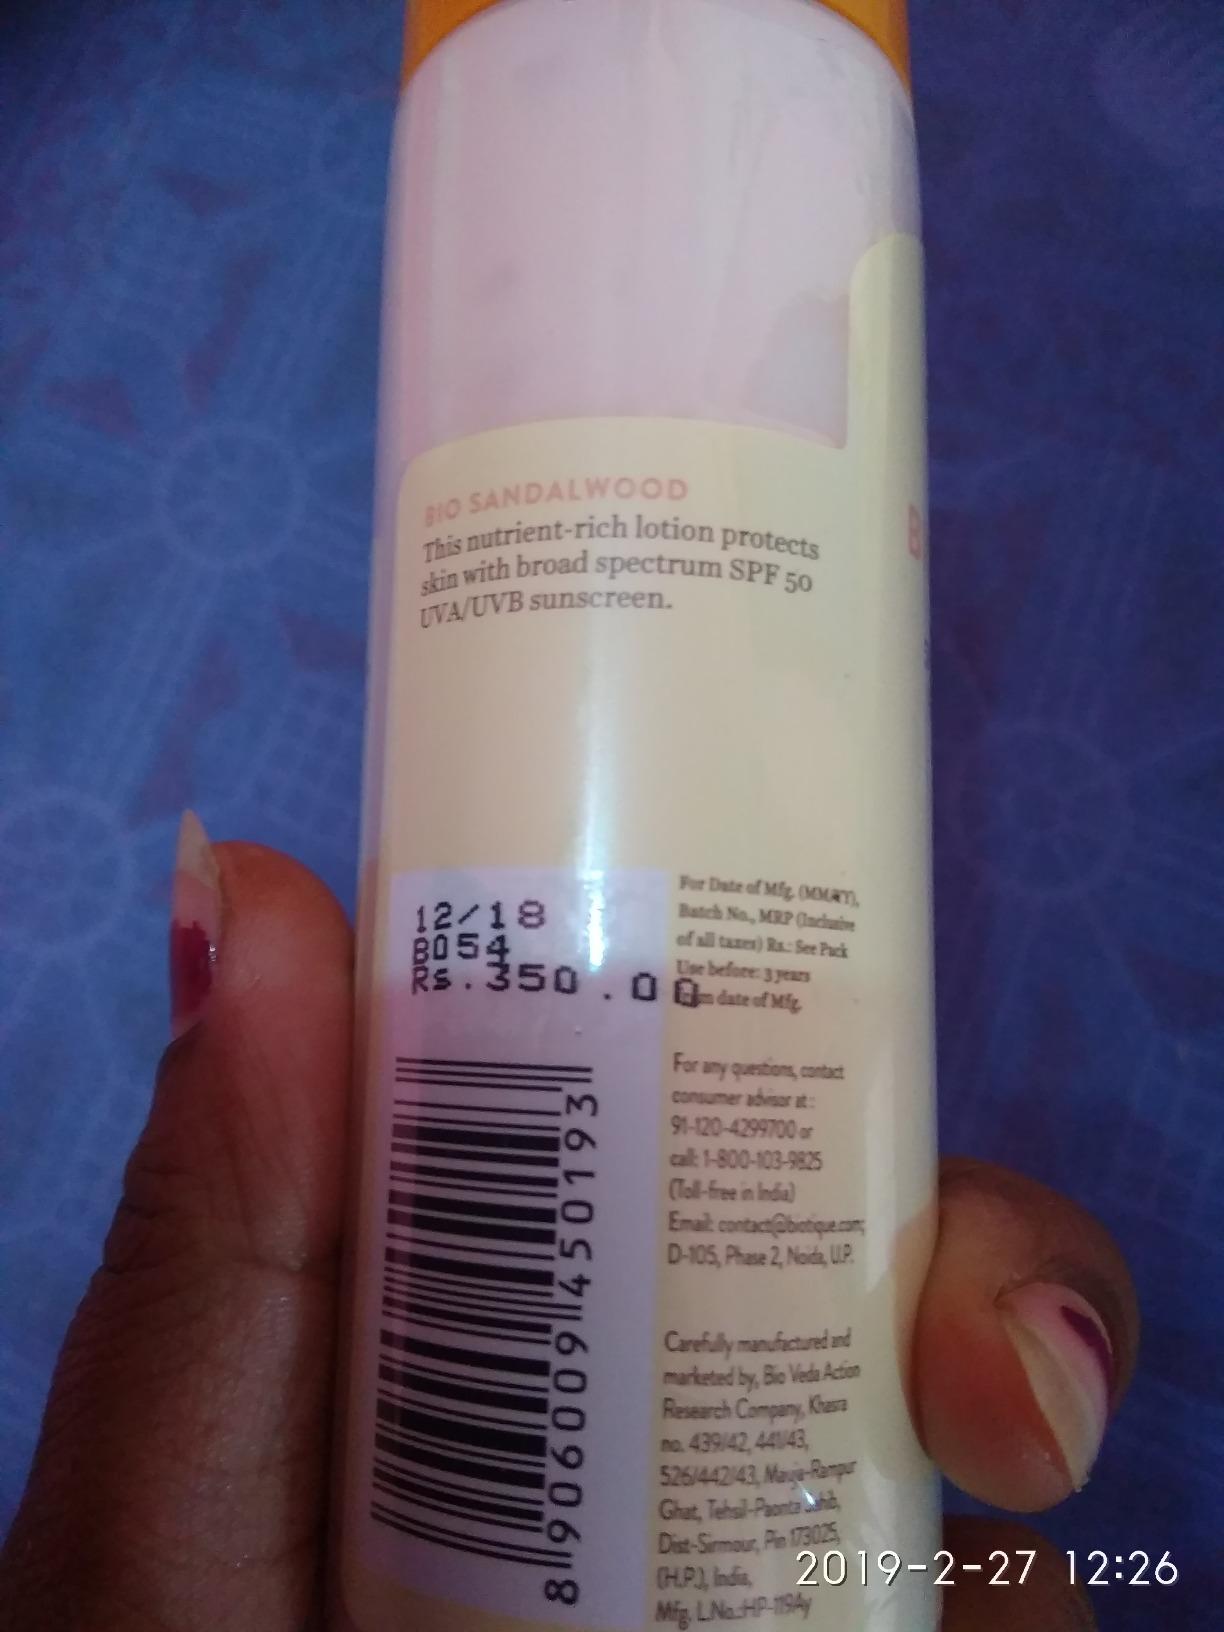 BIO SANDALWOOD
This nutrient-rich lotion protects
skin with broad spectrum SPF 50
UVA/UVB sunscreen.
12/18
B054
Rs.350.00
For Date of Mfg. (MM/YY),
Batch No., MRP (Inclusive
of all taxes) Rs.: See Pack
Use before: 3 years
date of Mfg.
For any questions, contact
consumer advisor at:
91-120-4299700 or
call: 1-800-103-9825
(Toll-free in India)
Email: contact@biotique.com;
D-105, Phase 2, Noida, U.P.
Carefully manufactured and
marketed by, Bio Veda Action
Research Company, Khasra
no. 439/42, 441/43,
526/442/43, Mauja-Rampur
Ghat, Tehsil-Paonta Sahib,
Dist-Sirmour, Pin 173025,
(H.P.), India,
Mfg. L.No.:HP-119Ay
8906009450193
2019-2-27 12:26